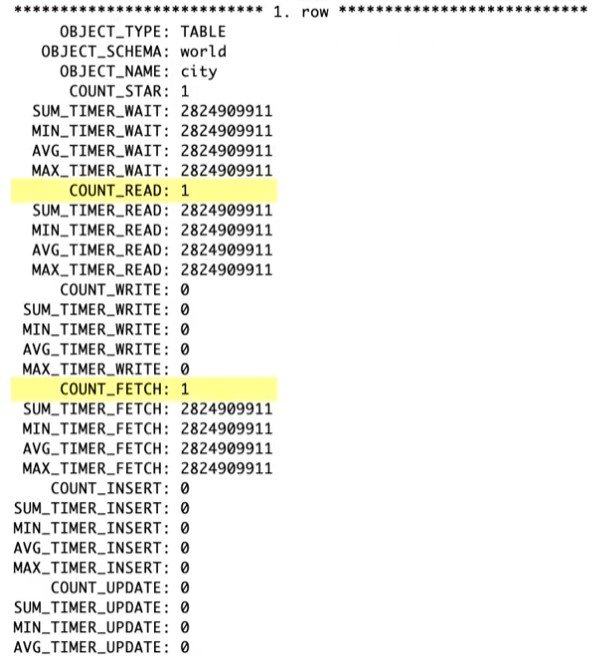 *************************** 1. row ***************************
OBJECT_TYPE: TABLE
OBJECT_SCHEMA: world
OBJECT_NAME: city
COUNT_STAR: 1
SUM_TIMER_WAIT: 2824909911
MIN_TIMER_WAIT: 2824909911
AVG_TIMER_WAIT: 2824909911
MAX_TIMER_WAIT: 2824909911
COUNT_READ: 1
SUM_TIMER_READ: 2824909911
MIN_TIMER_READ: 2824909911
AVG_TIMER_READ: 2824909911
MAX_TIMER_READ: 2824909911
COUNT_WRITE: 0
SUM_TIMER_WRITE: 0
MIN_TIMER_WRITE: 0
AVG_TIMER_WRITE: 0
MAX_TIMER_WRITE: 0
COUNT_FETCH: 1
SUM_TIMER_FETCH: 2824909911
MIN_TIMER_FETCH: 2824909911
AVG_TIMER_FETCH: 2824909911
MAX_TIMER_FETCH: 2824909911
COUNT_INSERT: 0
SUM_TIMER_INSERT: 0
MIN_TIMER_INSERT: 0
AVG_TIMER_INSERT: 0
MAX_TIMER_INSERT: 0
COUNT_UPDATE: 0
SUM_TIMER_UPDATE: 0
MIN_TIMER_UPDATE: 0
AVG_TIMER_UPDATE: 0